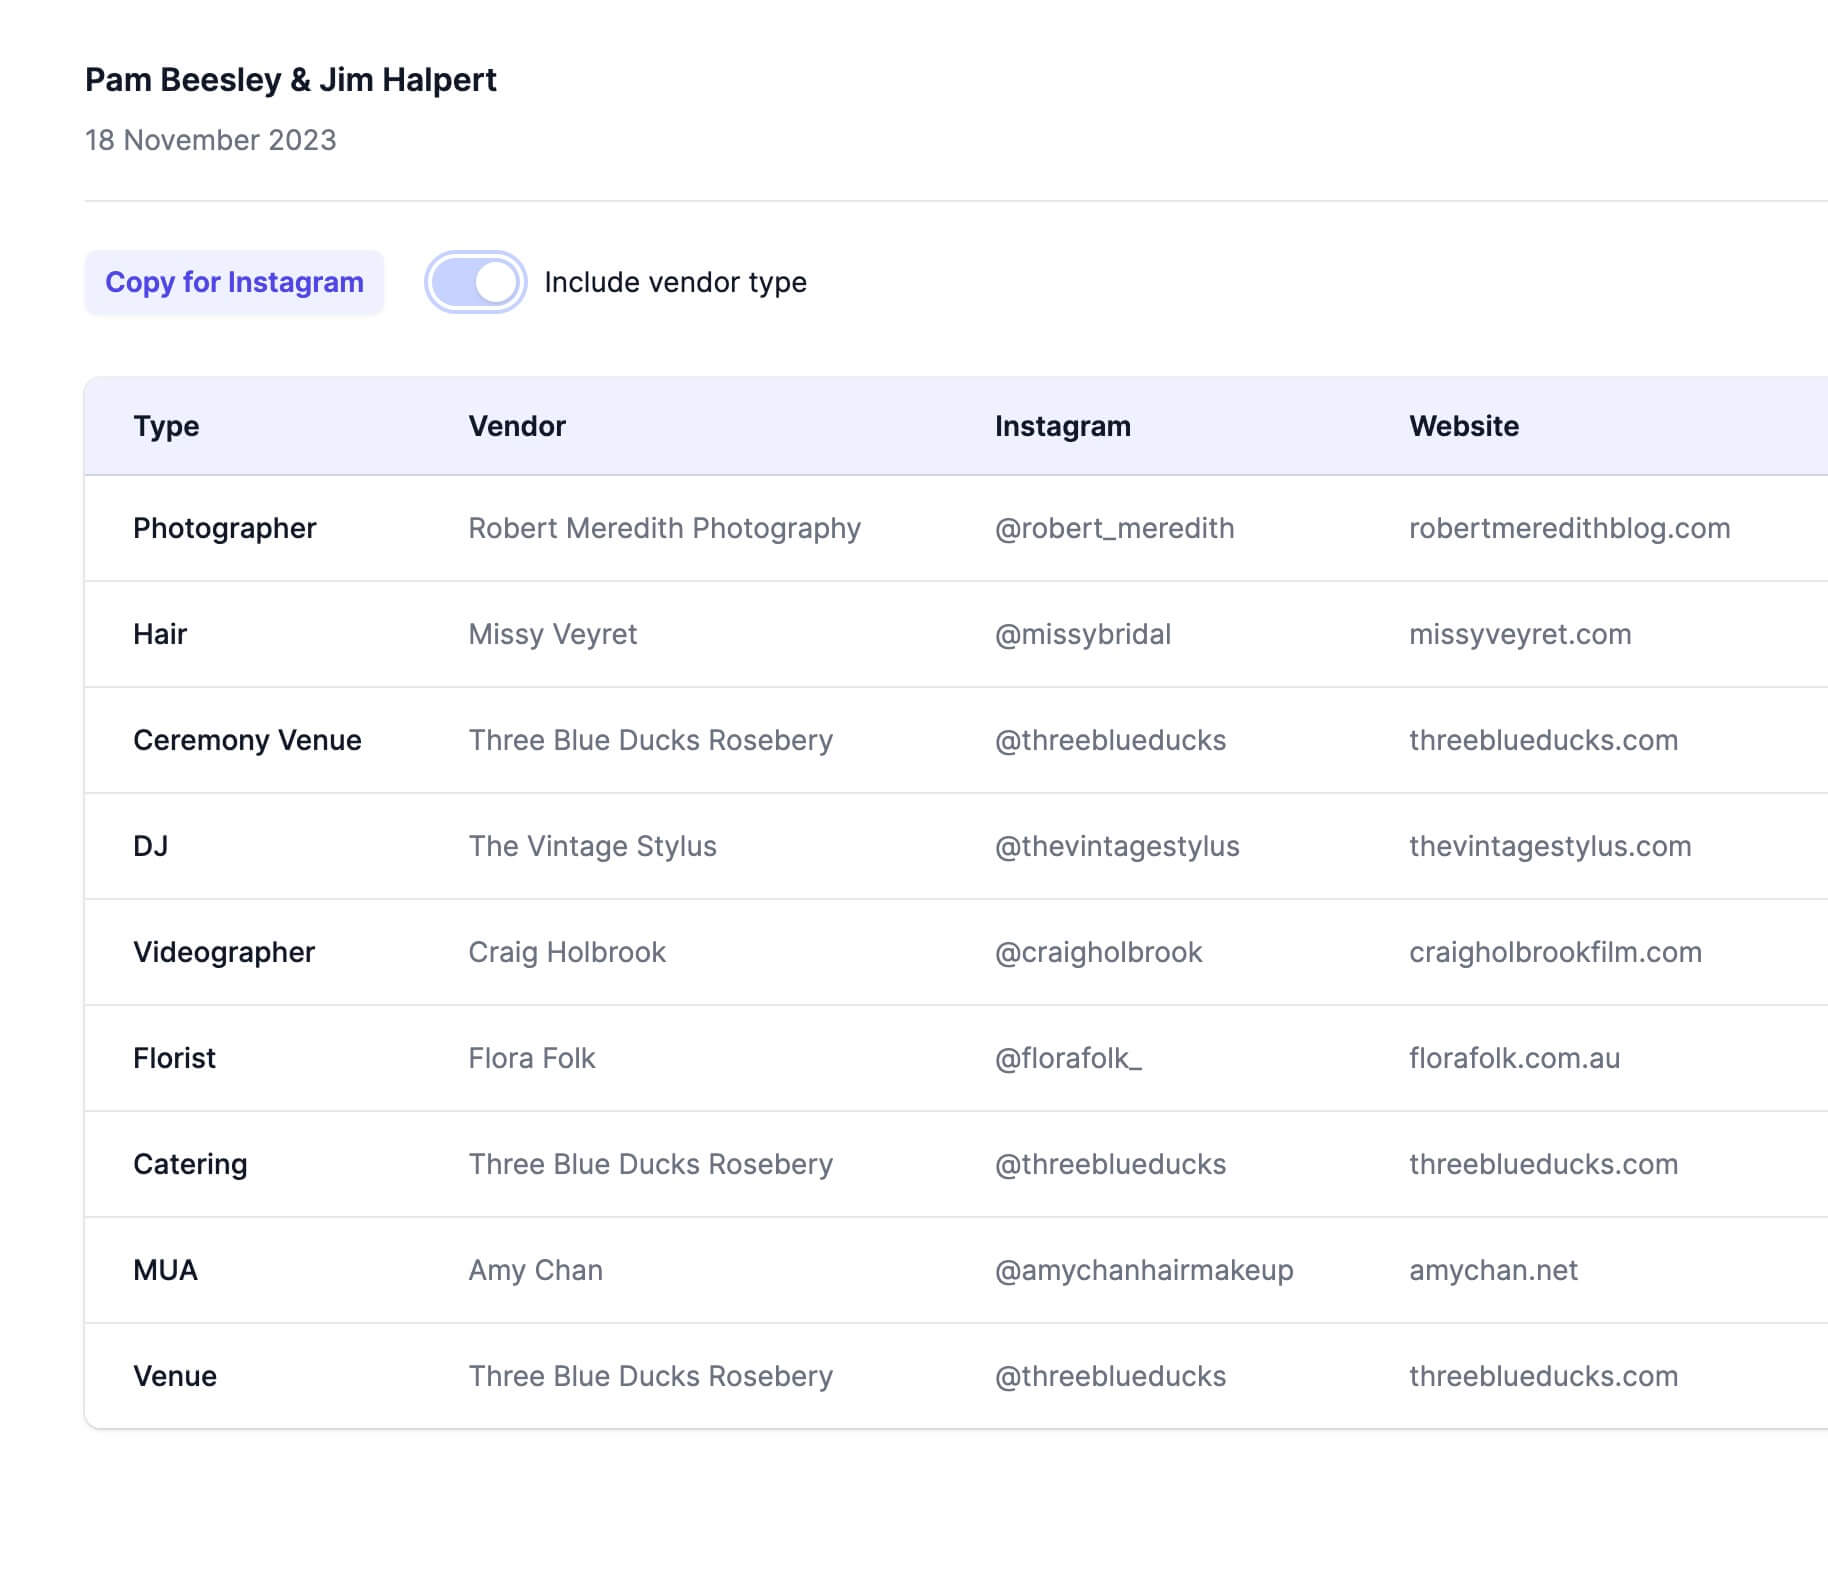 Pam Beesley & Jim Halpert
18 November 2023
Copy for Instagram Include vendor type
Type Vendor Instagram Website
Photographer Robert Meredith Photography @robert_meredith robertmeredithblog.com
Hair Missy Veyret @missybridal missyveyret.com
Ceremony Venue Three Blue Ducks Rosebery @threeblueducks threeblueducks.com
DJ The Vintage Stylus @thevintagestylus thevintagestylus.com
Videographer Craig Holbrook @craigholbrook craigholbrookfilm.com
Florist Flora Folk @florafolk_ florafolk.com.au
Catering Three Blue Ducks Rosebery @threeblueducks threeblueducks.com
MUA Amy Chan @amychanhairmakeup amychan.net
Venue Three Blue Ducks Rosebery @threeblueducks threeblueducks.com